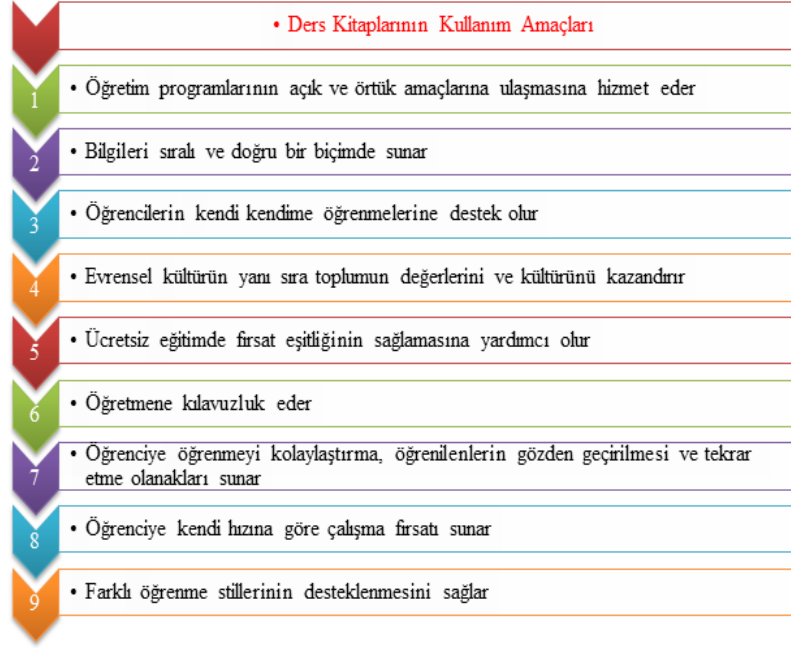 • Ders Kitaplarının Kullanım Amaçları
1 • Öğretim programlarının açık ve örtük amaçlarına ulaşmasına hizmet eder
2 • Bilgileri sıralı ve doğru bir biçimde sunar
3 • Öğrencilerin kendi kendime öğrenmelerine destek olur
4 • Evrensel kültürün yanı sıra toplumun değerlerini ve kültürünü kazandırır
5 • Ücretsiz eğitimde fırsat eşitliğinin sağlamasına yardımcı olur
6 • Öğretmene kılavuzluk eder
7 • Öğrenciye öğrenmeyi kolaylaştırma, öğrenilenlerin gözden geçirilmesi ve tekrar
etme olanakları sunar
8 • Öğrenciye kendi hızına göre çalışma fırsatı sunar
9 • Farklı öğrenme stillerinin desteklenmesini sağlar